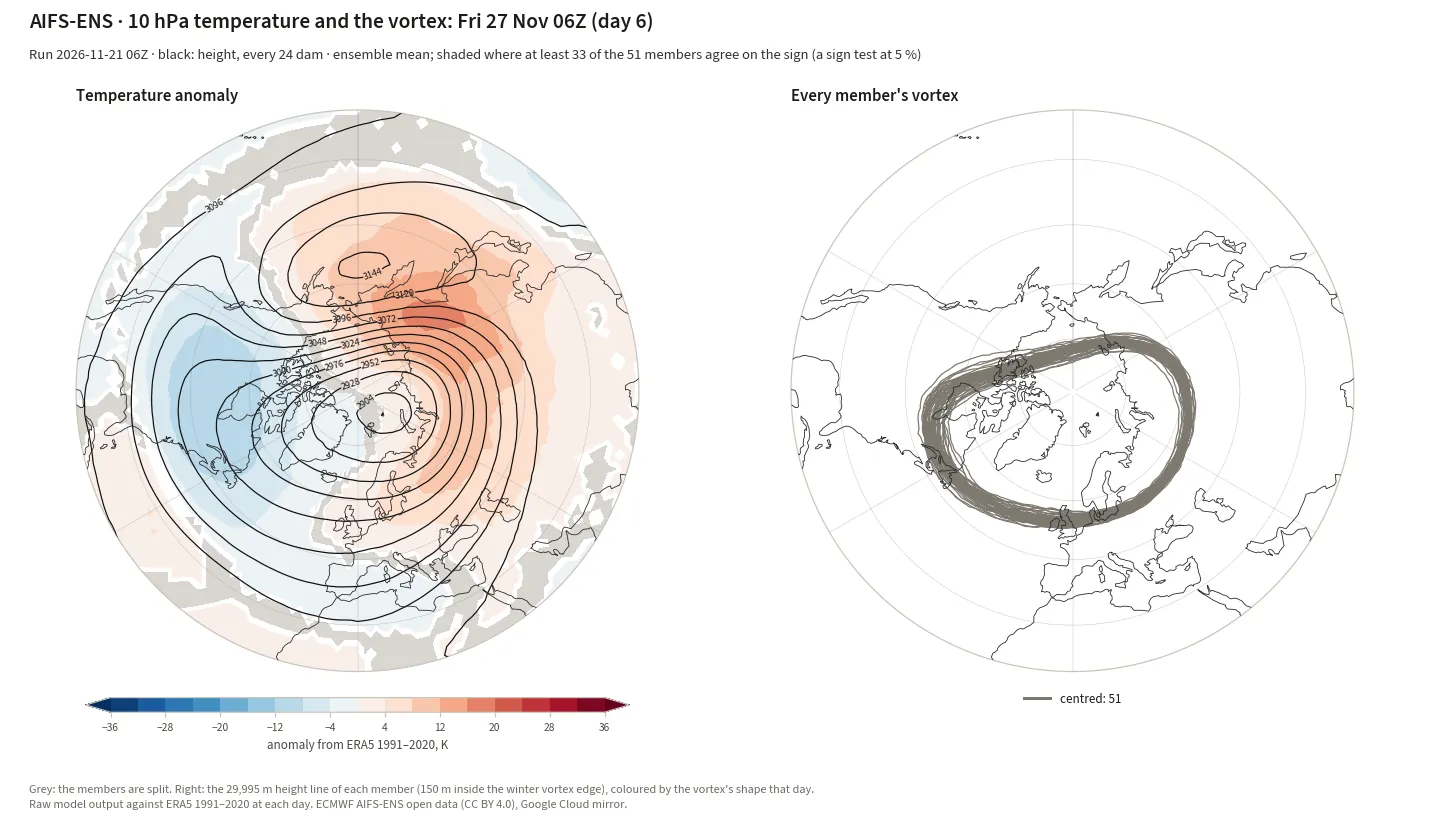 AIFS-ENS · 10 hPa temperature and the vortex: Fri 27 Nov 06Z (day 6)
Run 2026-11-21 06Z · black: height, every 24 dam · ensemble mean; shaded where at least 33 of the 51 members agree on the sign (a sign test at 5 %)
Temperature anomaly
Every member's vortex
3096
3144
3120
3096
3072
3048
3024
3000
2976
2952
2928
2904
−36
−28
−20
−12
−4
4
12
20
28
36
anomaly from ERA5 1991–2020, K
centred: 51
Grey: the members are split. Right: the 29,995 m height line of each member (150 m inside the winter vortex edge), coloured by the vortex's shape that day.
Raw model output against ERA5 1991–2020 at each day. ECMWF AIFS-ENS open data (CC BY 4.0), Google Cloud mirror.